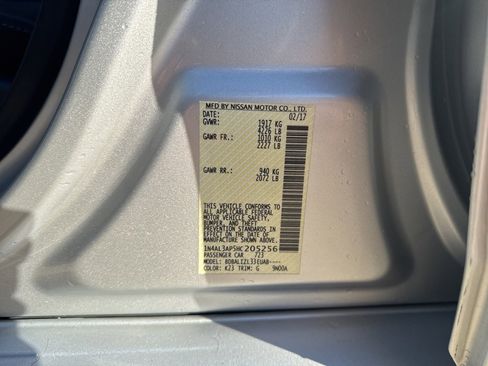 MFD BY NISSAN MOTOR CO., LTD.
DATE: 02/17
GVWR: 1917 KG
4226 LB
GAWR FR.: 1010 KG
2227 LB
GAWR RR.: 940 KG
2072 LB
THIS VEHICLE CONFORMS TO
ALL APPLICABLE FEDERAL
MOTOR VEHICLE SAFETY,
BUMPER, AND THEFT
PREVENTION STANDARDS IN
EFFECT ON THE DATE OF
MANUFACTURE SHOWN ABOVE.
1N4AL3AP5HC205256
PASSENGER CAR 723
MODEL: BDBALIZL33EUAB----
COLOR: K23 TRIM: G 9N00A